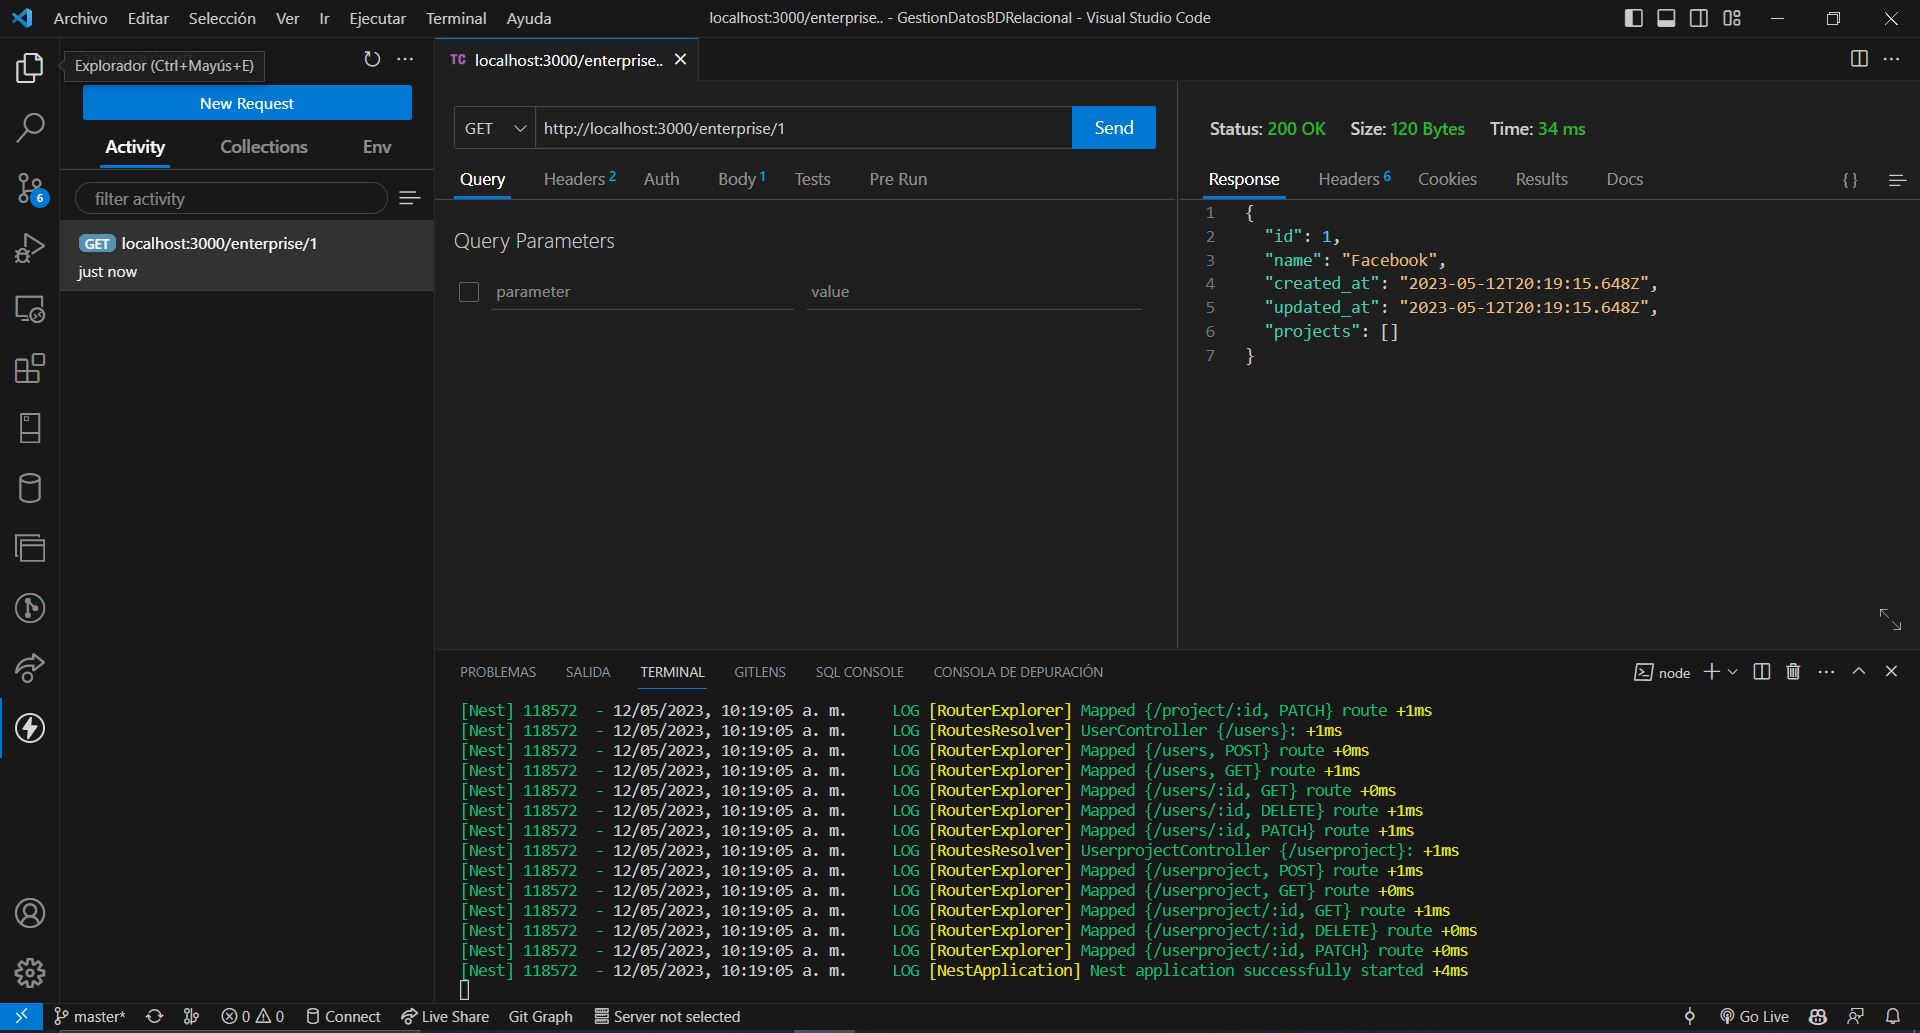 Archivo Editar Selección Ver Ir Ejecutar Terminal Ayuda
localhost:3000/enterprise.. - GestionDatosBDRelacional - Visual Studio Code
Explorador (Ctrl+Mayús+E)
New Request
Activity Collections Env
filter activity
GET localhost:3000/enterprise/1
just now
6
TC localhost:3000/enterprise..
GET http://localhost:3000/enterprise/1 Send
Query Headers 2 Auth Body 1 Tests Pre Run
Query Parameters
parameter value
Status: 200 OK Size: 120 Bytes Time: 34 ms
Response Headers 6 Cookies Results Docs {}
1 {
2 "id": 1,
3 "name": "Facebook",
4 "created_at": "2023-05-12T20:19:15.648Z",
5 "updated_at": "2023-05-12T20:19:15.648Z",
6 "projects": []
7 }
PROBLEMAS SALIDA TERMINAL GITLENS SQL CONSOLE CONSOLA DE DEPURACIÓN
node
[Nest] 118572 - 12/05/2023, 10:19:05 a. m. LOG [RouterExplorer] Mapped {/project/:id, PATCH} route +1ms
[Nest] 118572 - 12/05/2023, 10:19:05 a. m. LOG [RoutesResolver] UserController {/users}: +1ms
[Nest] 118572 - 12/05/2023, 10:19:05 a. m. LOG [RouterExplorer] Mapped {/users, POST} route +0ms
[Nest] 118572 - 12/05/2023, 10:19:05 a. m. LOG [RouterExplorer] Mapped {/users, GET} route +1ms
[Nest] 118572 - 12/05/2023, 10:19:05 a. m. LOG [RouterExplorer] Mapped {/users/:id, GET} route +0ms
[Nest] 118572 - 12/05/2023, 10:19:05 a. m. LOG [RouterExplorer] Mapped {/users/:id, DELETE} route +1ms
[Nest] 118572 - 12/05/2023, 10:19:05 a. m. LOG [RouterExplorer] Mapped {/users/:id, PATCH} route +1ms
[Nest] 118572 - 12/05/2023, 10:19:05 a. m. LOG [RoutesResolver] UserprojectController {/userproject}: +1ms
[Nest] 118572 - 12/05/2023, 10:19:05 a. m. LOG [RouterExplorer] Mapped {/userproject, POST} route +1ms
[Nest] 118572 - 12/05/2023, 10:19:05 a. m. LOG [RouterExplorer] Mapped {/userproject, GET} route +0ms
[Nest] 118572 - 12/05/2023, 10:19:05 a. m. LOG [RouterExplorer] Mapped {/userproject/:id, GET} route +1ms
[Nest] 118572 - 12/05/2023, 10:19:05 a. m. LOG [RouterExplorer] Mapped {/userproject/:id, DELETE} route +0ms
[Nest] 118572 - 12/05/2023, 10:19:05 a. m. LOG [RouterExplorer] Mapped {/userproject/:id, PATCH} route +0ms
[Nest] 118572 - 12/05/2023, 10:19:05 a. m. LOG [NestApplication] Nest application successfully started +4ms
master* 0 0 Connect Live Share Git Graph Server not selected Go Live